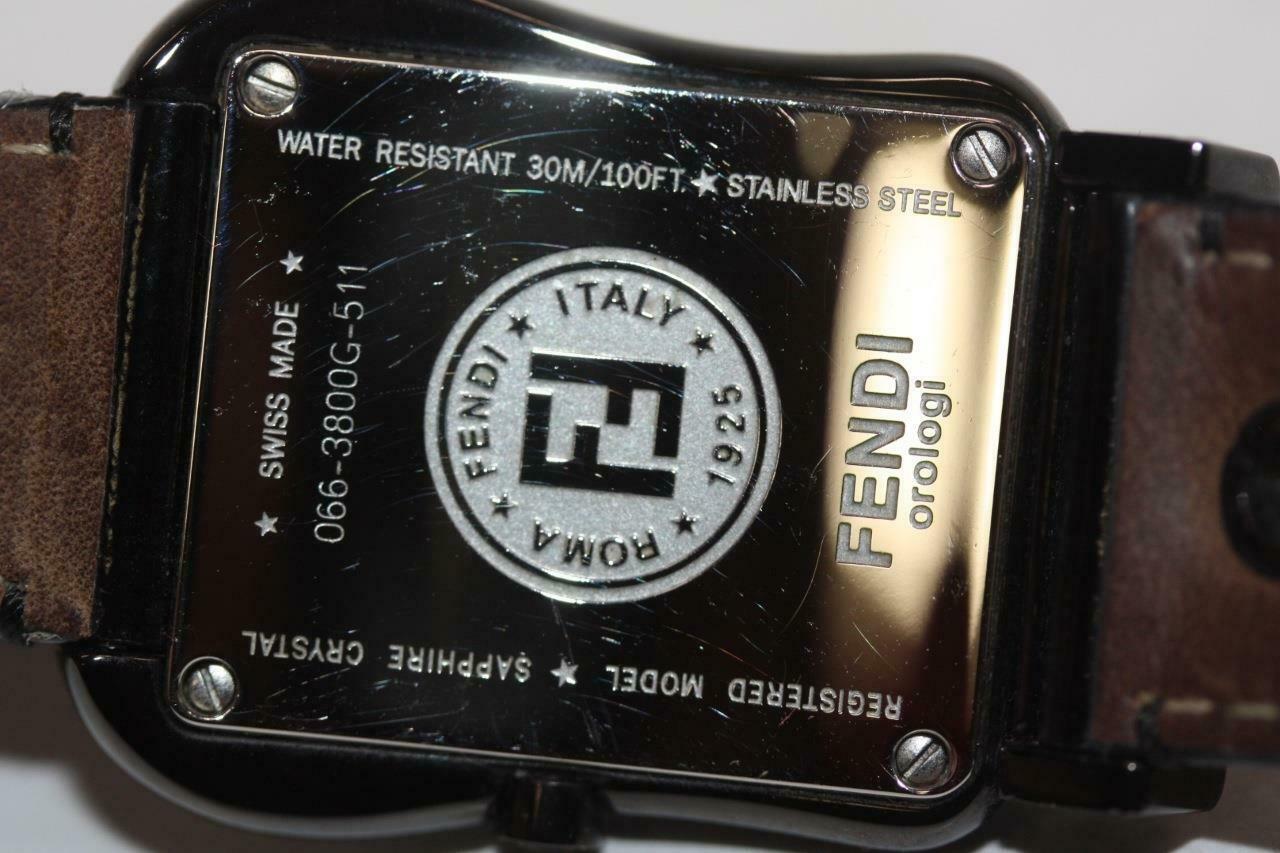 WATER RESISTANT 30M/100FT ★ STAINLESS STEEL
★ SWISS MADE ★
066-3800G-511
FENDI ★ ITALY ★ 1925 ★ ROMA ★
FENDI
orologi
REGISTERED MODEL ★ SAPPHIRE CRYSTAL